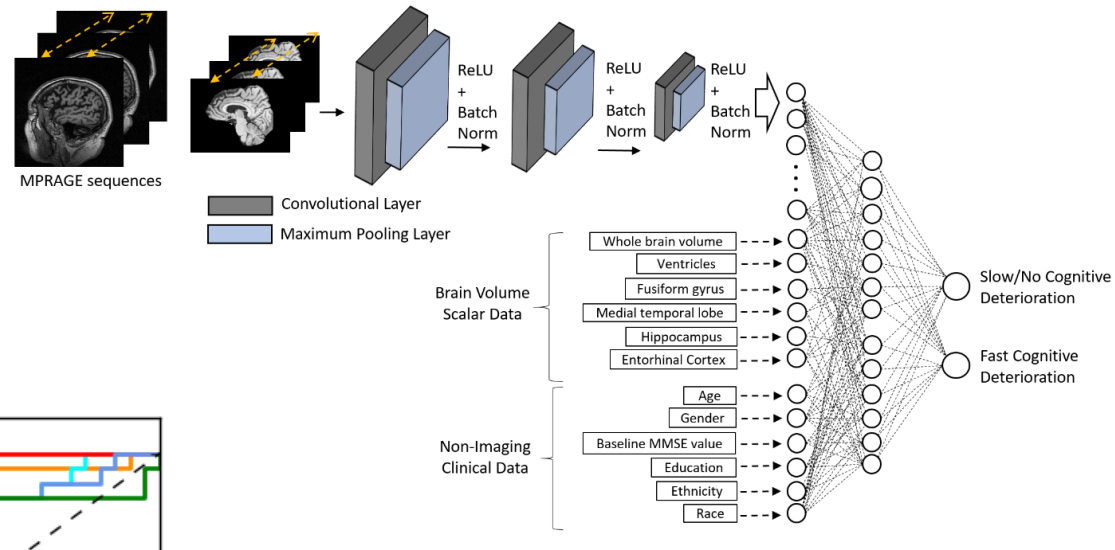 MPRAGE sequences
ReLU
+
Batch
Norm
ReLU
+
Batch
Norm
ReLU
+
Batch
Norm
Convolutional Layer
Maximum Pooling Layer
Brain Volume
Scalar Data
Whole brain volume
Ventricles
Fusiform gyrus
Medial temporal lobe
Hippocampus
Entorhinal Cortex
Non-Imaging
Clinical Data
Age
Gender
Baseline MMSE value
Education
Ethnicity
Race
Slow/No Cognitive
Deterioration
Fast Cognitive
Deterioration